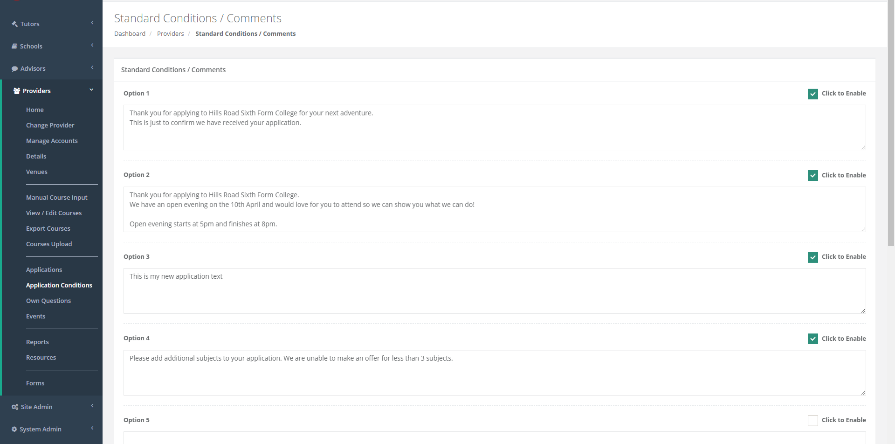 Tutors
Schools
Advisors
Providers
Home
Change Provider
Manage Accounts
Details
Venues
Manual Course Input
View / Edit Courses
Export Courses
Courses Upload
Applications
Application Conditions
Own Questions
Events
Reports
Resources
Forms
Site Admin
System Admin
Standard Conditions / Comments
Dashboard / Providers / Standard Conditions / Comments
Standard Conditions / Comments
Option 1 Click to Enable
Thank you for applying to Hills Road Sixth Form College for your next adventure.
This is just to confirm we have received your application.
Option 2 Click to Enable
Thank you for applying to Hills Road Sixth Form College.
We have an open evening on the 10th April and would love for you to attend so we can show you what we can do!
Open evening starts at 5pm and finishes at 8pm.
Option 3 Click to Enable
This is my new application text
Option 4 Click to Enable
Please add additional subjects to your application. We are unable to make an offer for less than 3 subjects.
Option 5 Click to Enable